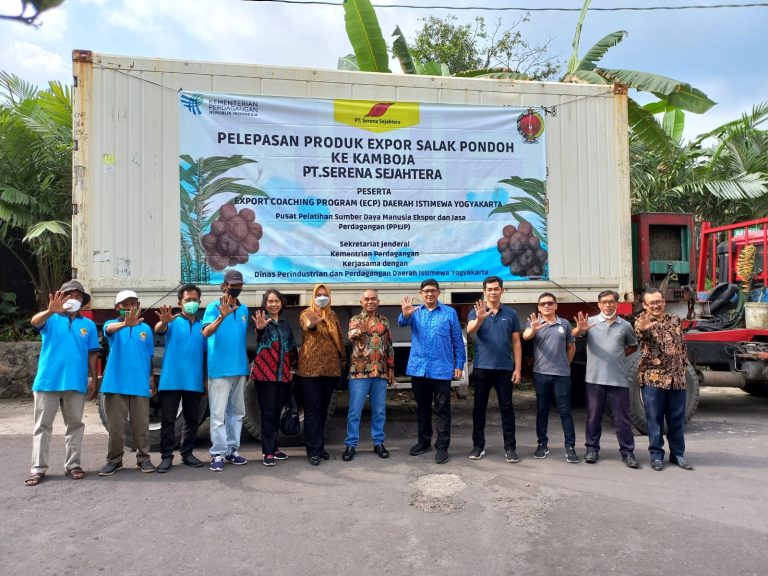 KEMENTERIAN
PERDAGANGAN
REPUBLIK INDONESIA
PT. Serena Sejahtera
PELEPASAN PRODUK EXPOR SALAK PONDOH
KE KAMBOJA
PT.SERENA SEJAHTERA
PESERTA
EXPORT COACHING PROGRAM (ECP) DAERAH ISTIMEWA YOGYAKARTA
Pusat Pelatihan Sumber Daya Manusia Ekspor dan Jasa
Perdagangan (PPEJP)
Sekretariat Jenderal
Kementrian Perdagangan
Kerjasama dengan
Dinas Perindustrian dan Perdagangan Daerah Istimewa Yogyakarta